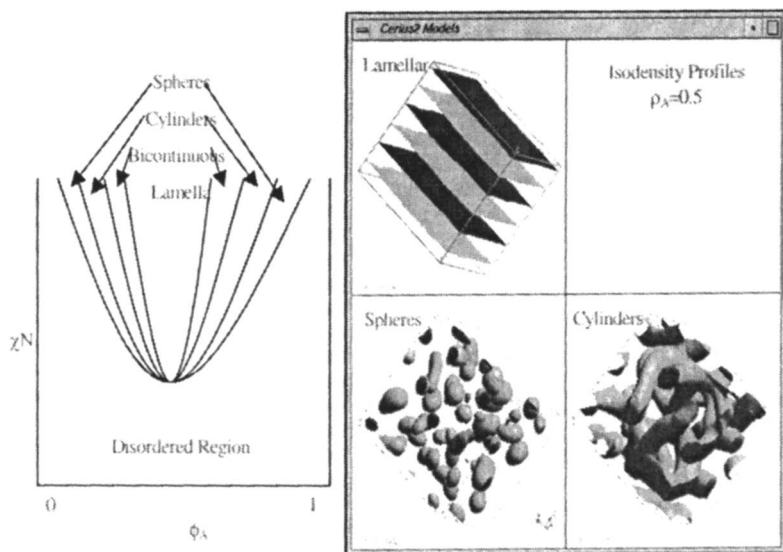 Spheres
Cylinders
Bicontinuous
Lamella
χN
Disordered Region
0
1
ϕA
Cerius2 Models
Lamellar
Isodensity Profiles
ρA=0.5
Spheres
Cylinders